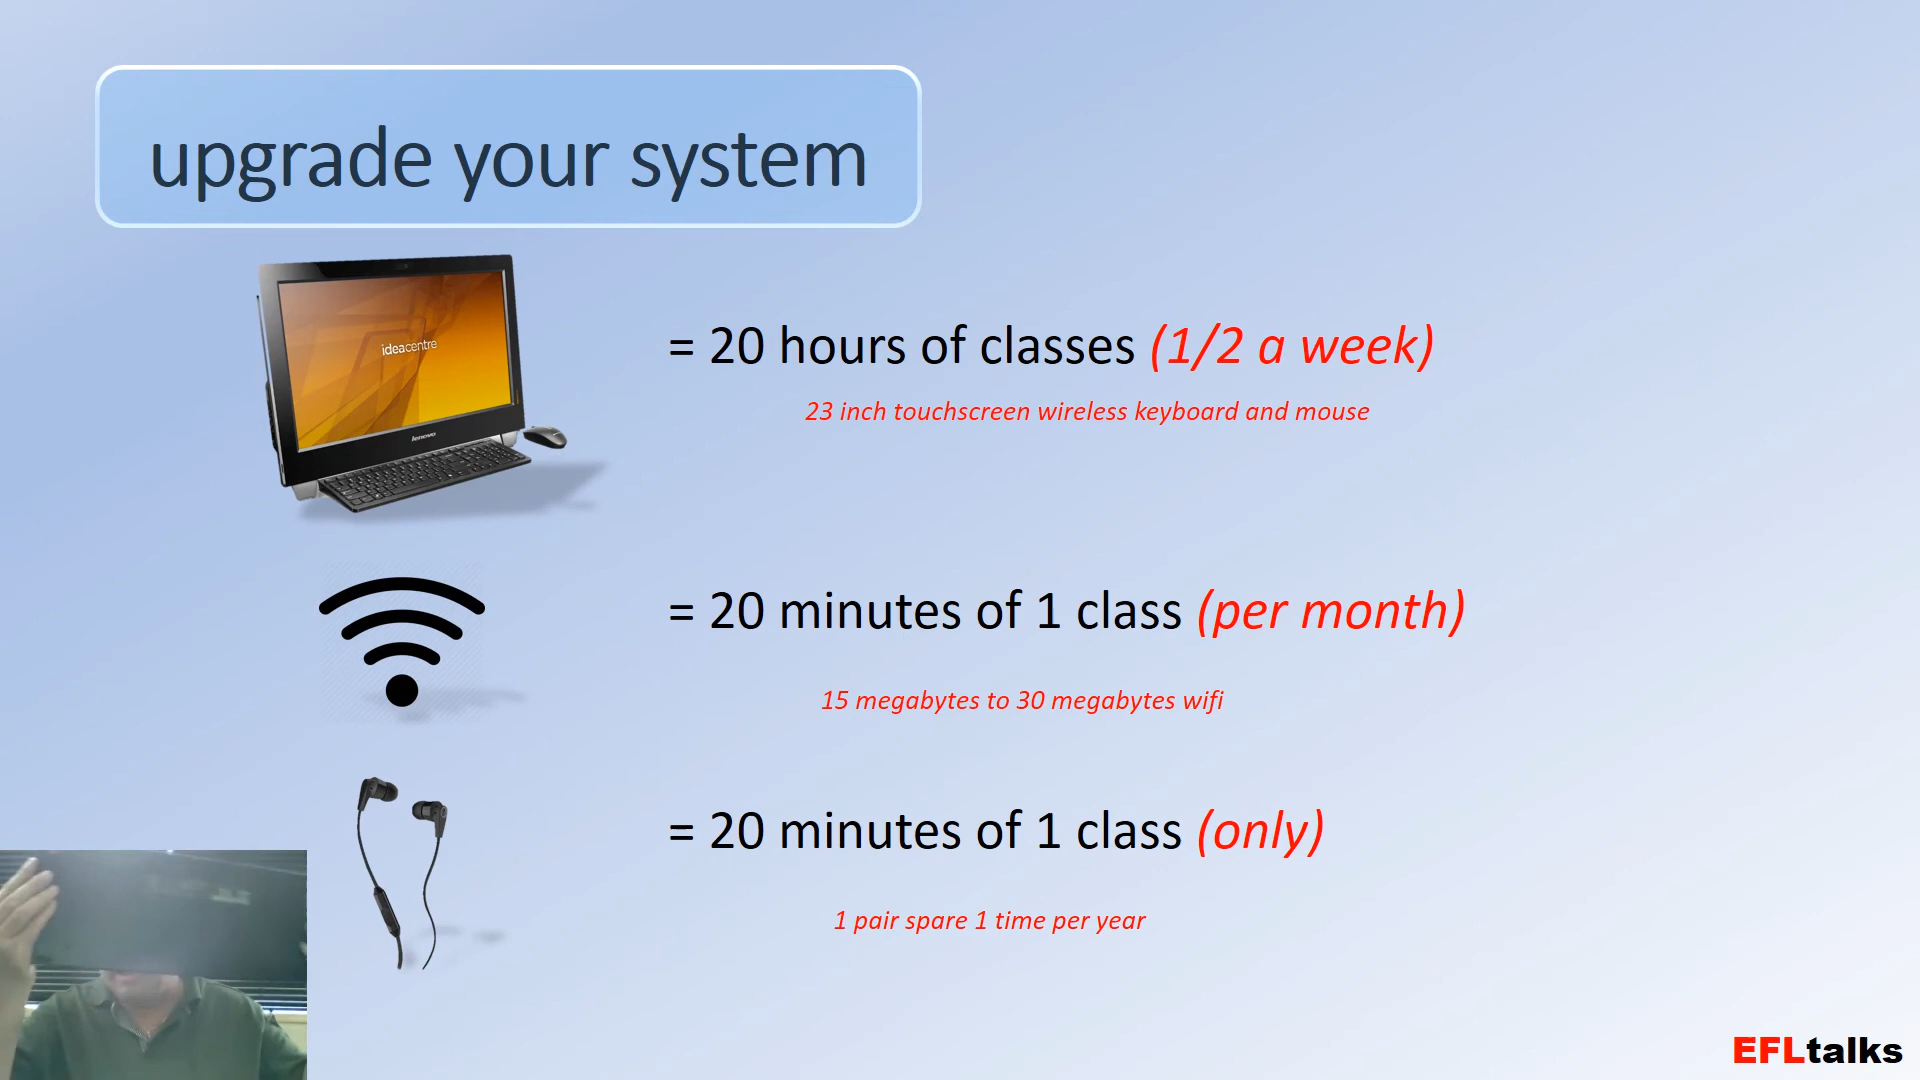 upgrade your system
ideacentre
lenovo
= 20 hours of classes (1/2 a week)
23 inch touchscreen wireless keyboard and mouse
= 20 minutes of 1 class (per month)
15 megabytes to 30 megabytes wifi
= 20 minutes of 1 class (only)
1 pair spare 1 time per year
EFLtalks